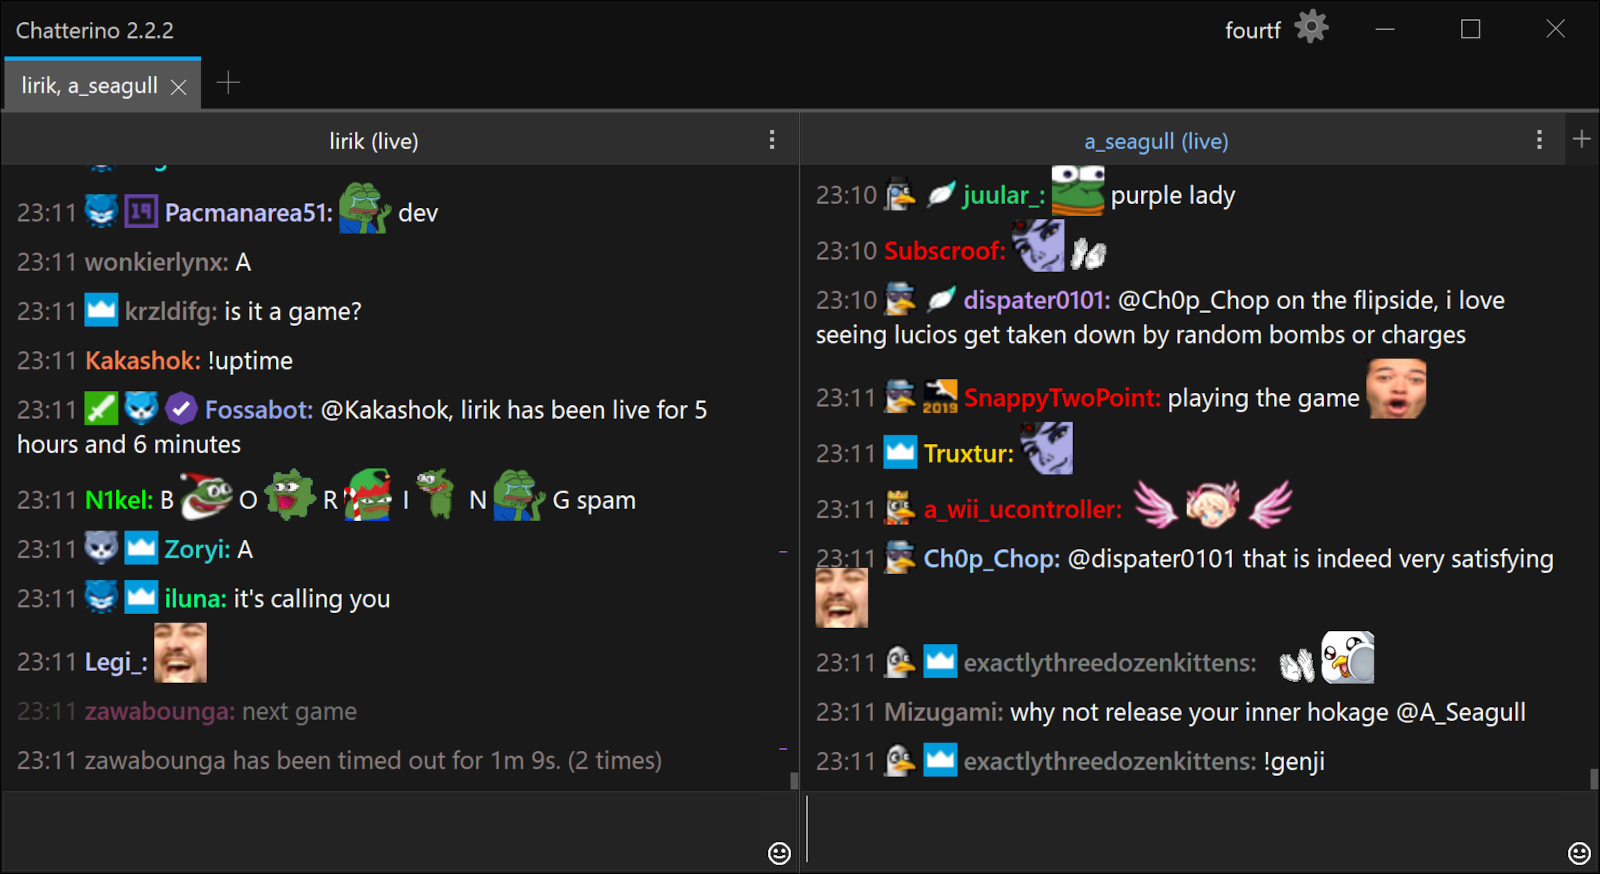 Chatterino 2.2.2
fourtf
lirik, a_seagull
lirik (live)
23:11 19 Pacmanarea51: dev
23:11 wonkierlynx: A
23:11 krzldifg: is it a game?
23:11 Kakashok: !uptime
23:11 Fossabot: @Kakashok, lirik has been live for 5
hours and 6 minutes
23:11 N1kel: B O R I N G spam
23:11 Zoryi: A
23:11 iluna: it's calling you
23:11 Legi_:
23:11 zawabounga: next game
23:11 zawabounga has been timed out for 1m 9s. (2 times)
a_seagull (live)
23:10 juular_: purple lady
23:10 Subscroof:
23:10 dispater0101: @Ch0p_Chop on the flipside, i love
seeing lucios get taken down by random bombs or charges
23:11 2019 SnappyTwoPoint: playing the game
23:11 Truxtur:
23:11 a_wii_ucontroller:
23:11 Ch0p_Chop: @dispater0101 that is indeed very satisfying
23:11 exactlythreedozenkittens:
23:11 Mizugami: why not release your inner hokage @A_Seagull
23:11 exactlythreedozenkittens: !genji